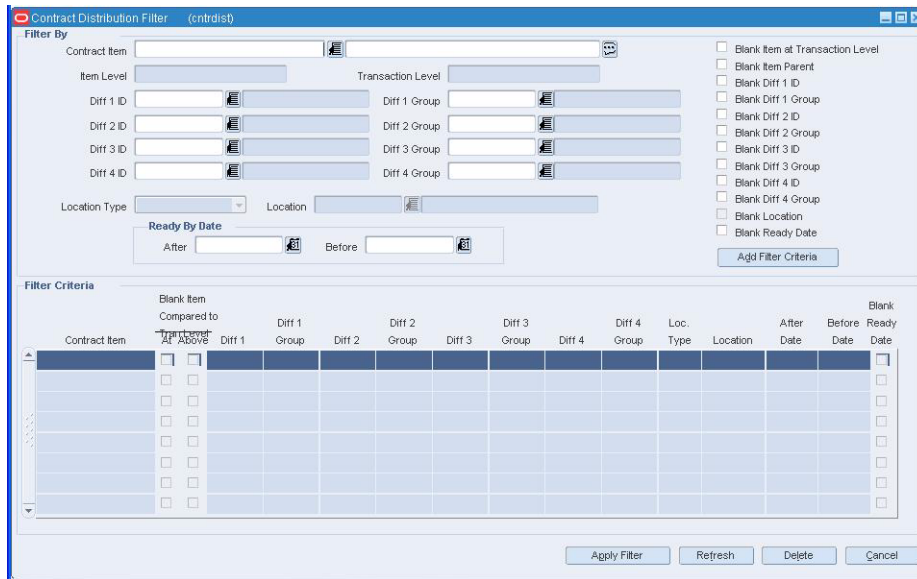 Contract Distribution Filter (cntrdist)
Filter By
Contract Item
Item Level Transaction Level
Diff 1 ID Diff 1 Group
Diff 2 ID Diff 2 Group
Diff 3 ID Diff 3 Group
Diff 4 ID Diff 4 Group
Location Type Location
Ready By Date
After Before
Blank Item at Transaction Level
Blank Item Parent
Blank Diff 1 ID
Blank Diff 1 Group
Blank Diff 2 ID
Blank Diff 2 Group
Blank Diff 3 ID
Blank Diff 3 Group
Blank Diff 4 ID
Blank Diff 4 Group
Blank Location
Blank Ready Date
Add Filter Criteria
Filter Criteria
Blank Item
Compared to
Tran Level
Diff 1 Diff 2 Diff 3 Diff 4 Loc. After Before Blank Ready
Contract Item At Above Diff 1 Group Diff 2 Group Diff 3 Group Diff 4 Group Type Location Date Date Date
Apply Filter Refresh Delete Cancel